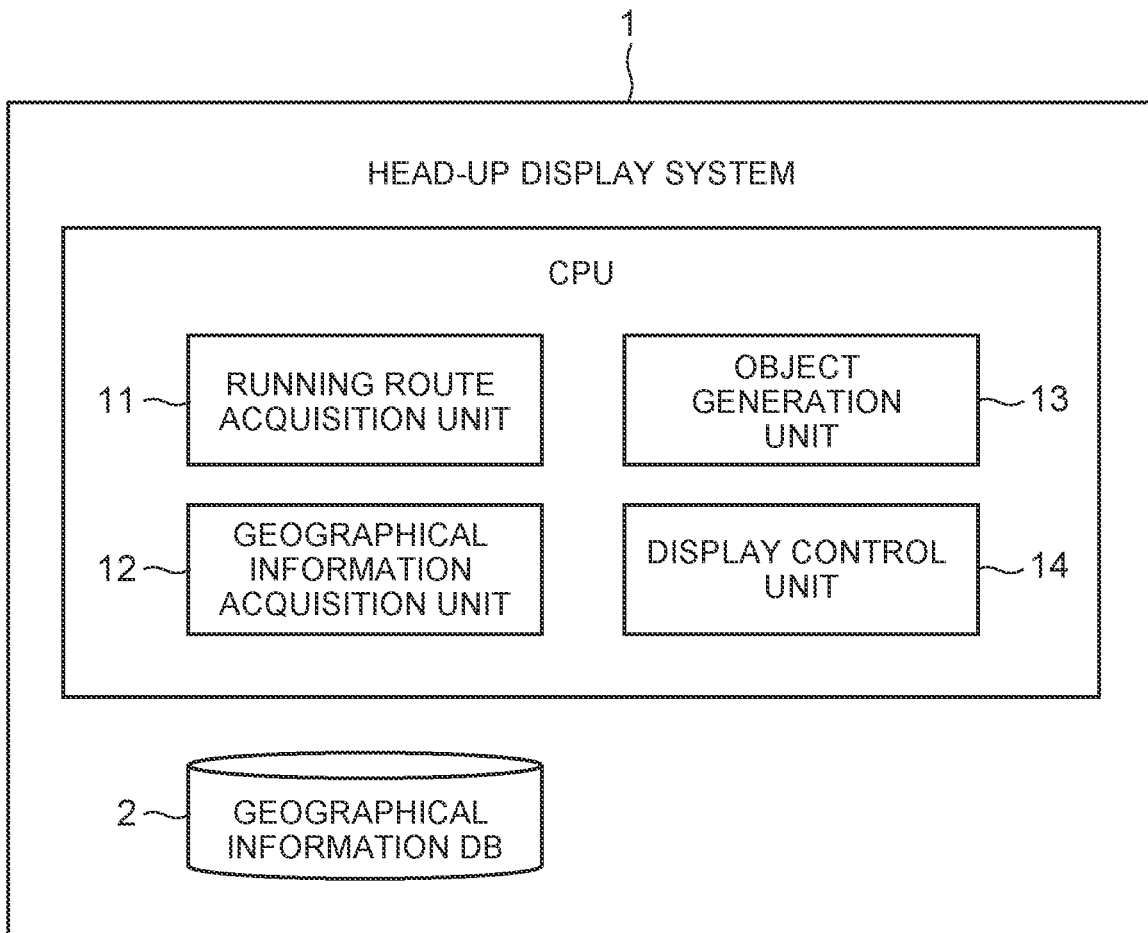 1
HEAD-UP DISPLAY SYSTEM
CPU
11
RUNNING ROUTE
ACQUISITION UNIT
OBJECT
GENERATION
UNIT
13
12
GEOGRAPHICAL
INFORMATION
ACQUISITION UNIT
DISPLAY CONTROL
UNIT
14
2
GEOGRAPHICAL
INFORMATION DB